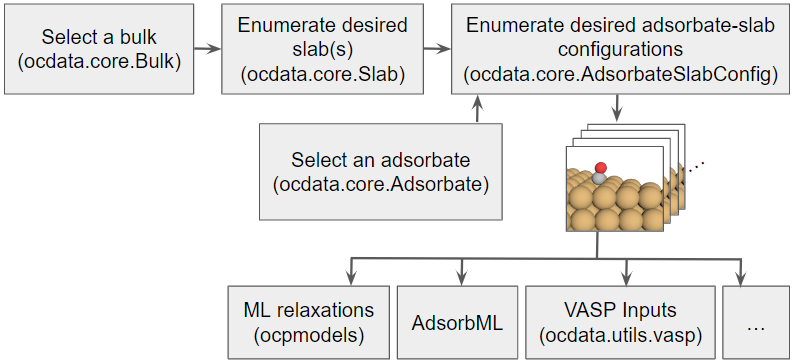 Select a bulk
(ocdata.core.Bulk)
Enumerate desired
slab(s)
(ocdata.core.Slab)
Enumerate desired adsorbate-slab
configurations
(ocdata.core.AdsorbateSlabConfig)
Select an adsorbate
(ocdata.core.Adsorbate)
...
ML relaxations
(ocpmodels)
AdsorbML
VASP Inputs
(ocdata.utils.vasp)
...